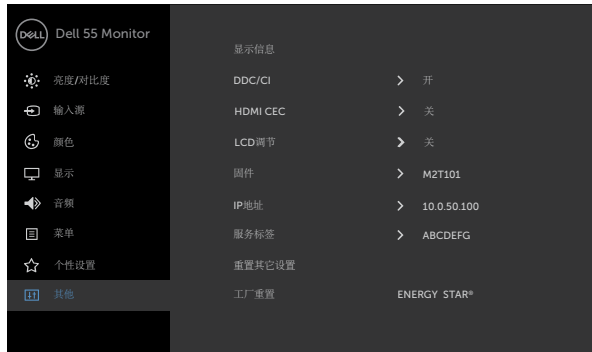 DELL Dell 55 Monitor
显示信息
亮度/对比度
DDC/CI 开
输入源
HDMI CEC 关
颜色
LCD调节 关
显示
固件 M2T101
音频
IP地址 10.0.50.100
菜单
服务标签 ABCDEFG
个性设置
重置其它设置
其他
工厂重置 ENERGY STAR®